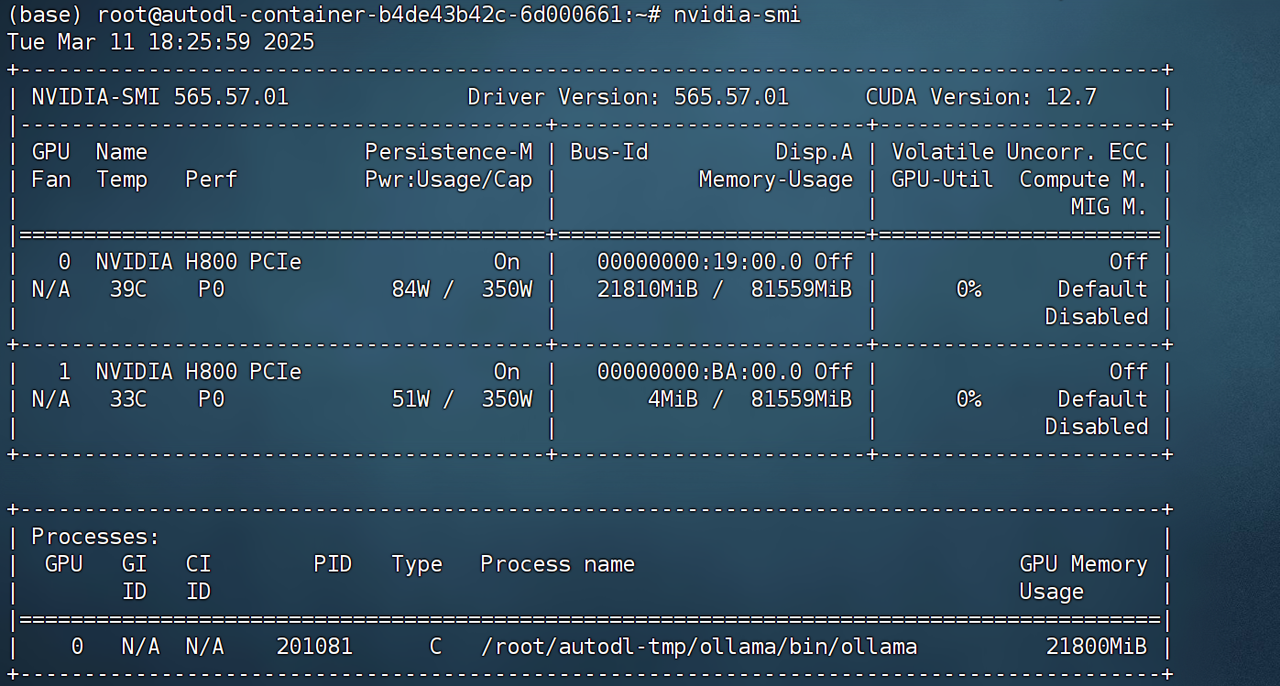 (base) root@autodl-container-b4de43b42c-6d000661:~# nvidia-smi
Tue Mar 11 18:25:59 2025
+-----------------------------------------------------------------------------------------+
| NVIDIA-SMI 565.57.01              Driver Version: 565.57.01      CUDA Version: 12.7     |
|-----------------------------------------+------------------------+----------------------+
| GPU  Name                 Persistence-M | Bus-Id          Disp.A | Volatile Uncorr. ECC |
| Fan  Temp   Perf          Pwr:Usage/Cap |           Memory-Usage | GPU-Util  Compute M. |
|                                         |                        |               MIG M. |
|=========================================+========================+======================|
|   0  NVIDIA H800 PCIe               On  |   00000000:19:00.0 Off |                  Off |
| N/A   39C    P0              84W /  350W |   21810MiB /  81559MiB |      0%      Default |
|                                         |                        |             Disabled |
+-----------------------------------------+------------------------+----------------------+
|   1  NVIDIA H800 PCIe               On  |   00000000:BA:00.0 Off |                  Off |
| N/A   33C    P0              51W /  350W |       4MiB /  81559MiB |      0%      Default |
|                                         |                        |             Disabled |
+-----------------------------------------+------------------------+----------------------+

+-----------------------------------------------------------------------------------------+
| Processes:                                                                              |
|  GPU   GI   CI        PID   Type   Process name                              GPU Memory |
|        ID   ID                                                               Usage      |
|=========================================================================================|
|    0   N/A  N/A    201081      C   /root/autodl-tmp/ollama/bin/ollama          21800MiB |
+-----------------------------------------------------------------------------------------+